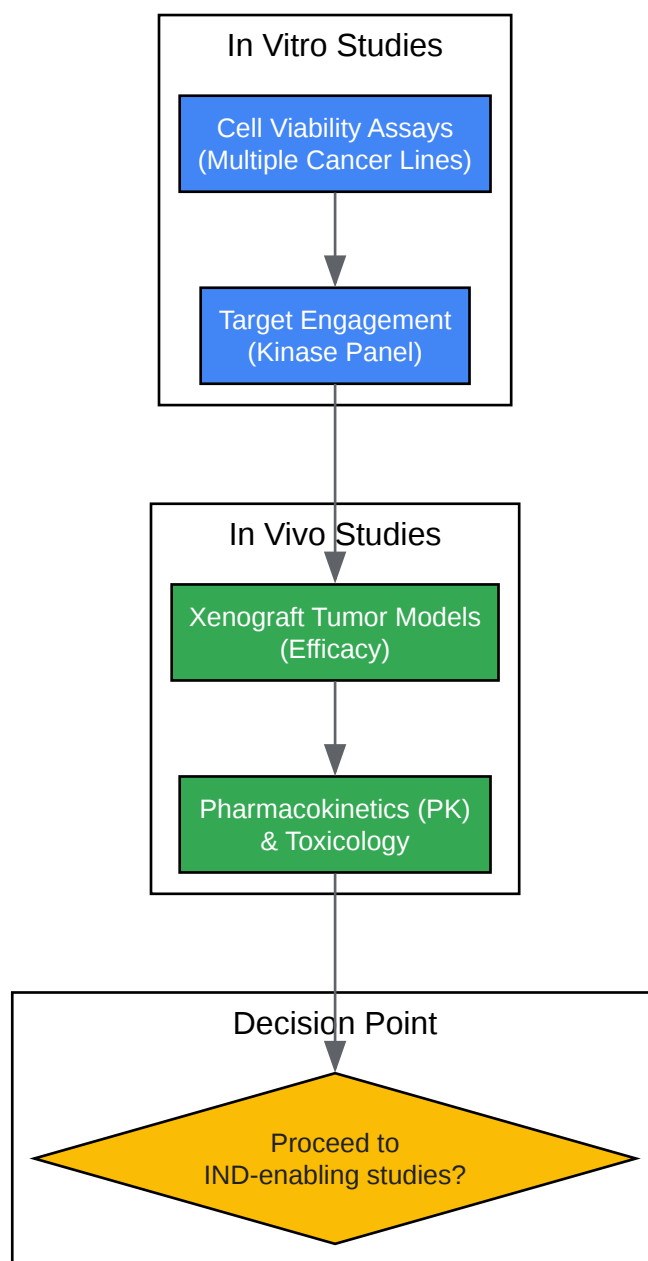 In Vitro Studies
Cell Viability Assays
(Multiple Cancer Lines)
Target Engagement
(Kinase Panel)
In Vivo Studies
Xenograft Tumor Models
(Efficacy)
Pharmacokinetics (PK)
& Toxicology
Decision Point
Proceed to
IND-enabling studies?